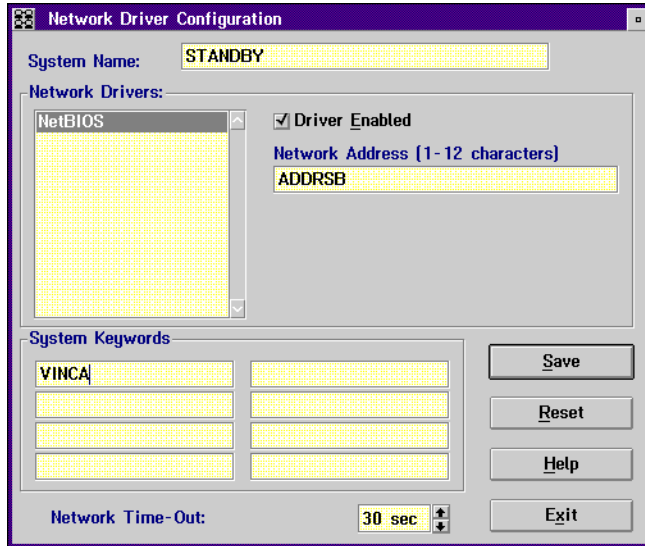 Network Driver Configuration
System Name: STANDBY
Network Drivers:
NetBIOS
Driver Enabled
Network Address (1-12 characters)
ADDRSB
System Keywords
VINCA
Save
Reset
Help
Network Time-Out: 30 sec
Exit